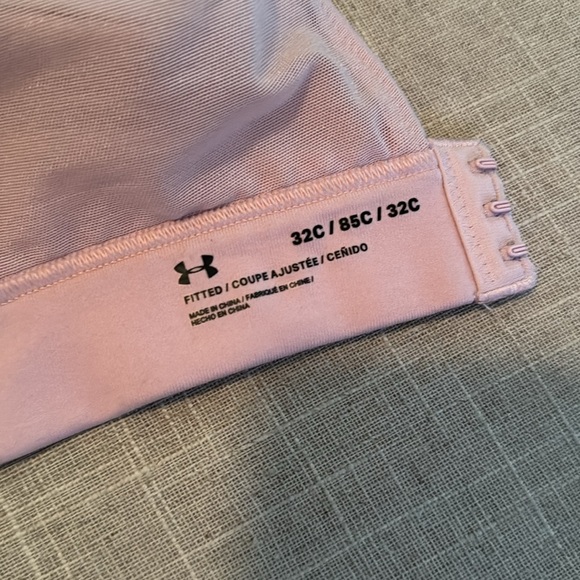 32C / 85C / 32C
FITTED / COUPE AJUSTÉE / CEÑIDO
MADE IN CHINA / FABRIQUÉ EN CHINE /
HECHO EN CHINA